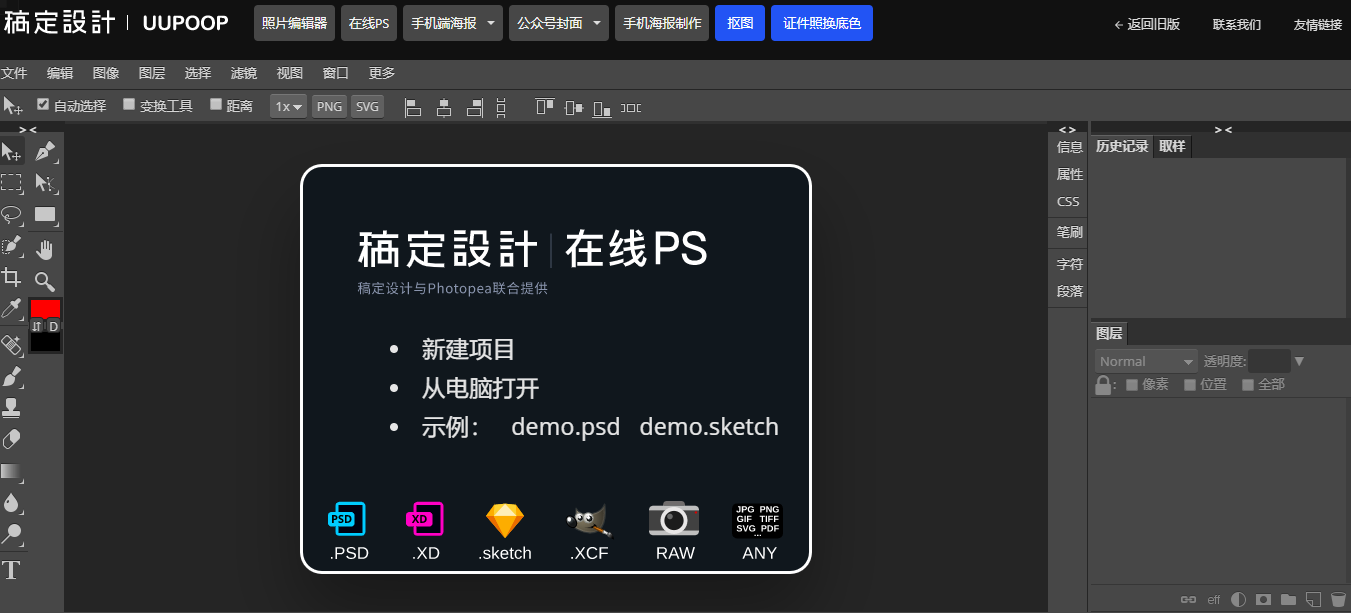 稿定設計 | UUPOOP 照片编辑器 在线PS 手机端海报 公众号封面 手机海报制作 抠图 证件照换底色 ← 返回旧版 联系我们 友情链接
文件 编辑 图像 图层 选择 滤镜 视图 窗口 更多
自动选择 变换工具 距离 1x PNG SVG
> < < > > <
信息 历史记录 取样
属性
CSS
笔刷
字符
段落
稿定設計 | 在线PS
稿定设计与Photopea联合提供
• 新建项目
• 从电脑打开
• 示例： demo.psd demo.sketch
D
T
PSD XD JPG PNG
GIF TIFF
SVG PDF
...
.PSD .XD .sketch .XCF RAW ANY
图层
Normal 透明度:
: 像素 位置 全部
eff